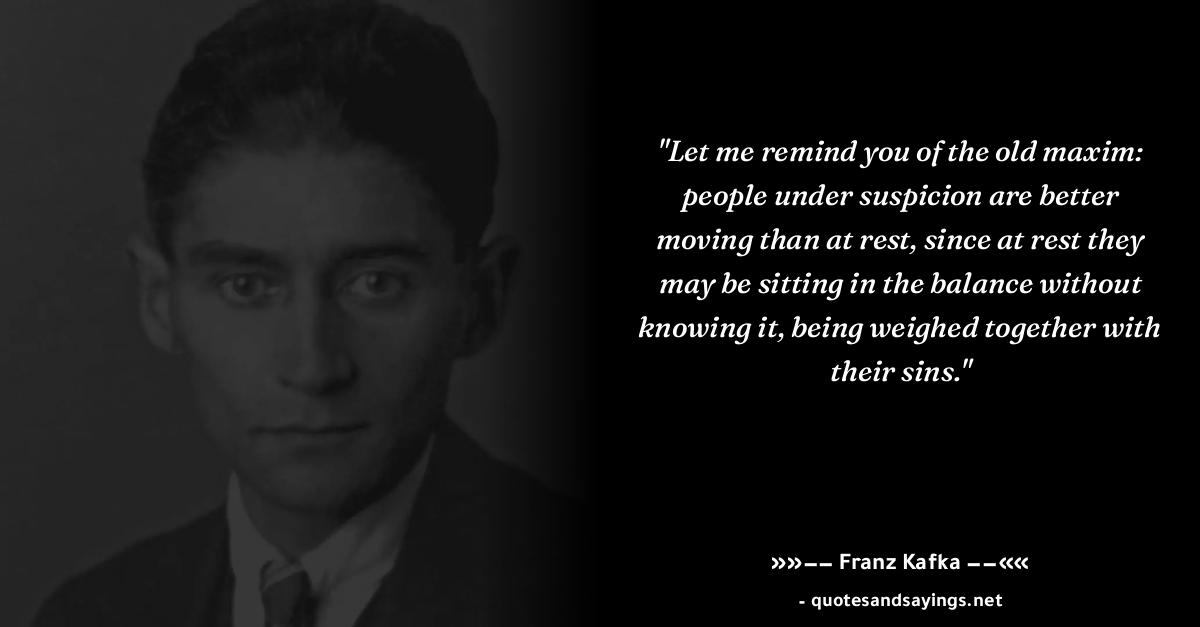 "Let me remind you of the old maxim:
people under suspicion are better
moving than at rest, since at rest they
may be sitting in the balance without
knowing it, being weighed together with
their sins."
»»–– Franz Kafka ––««
- quotesandsayings.net